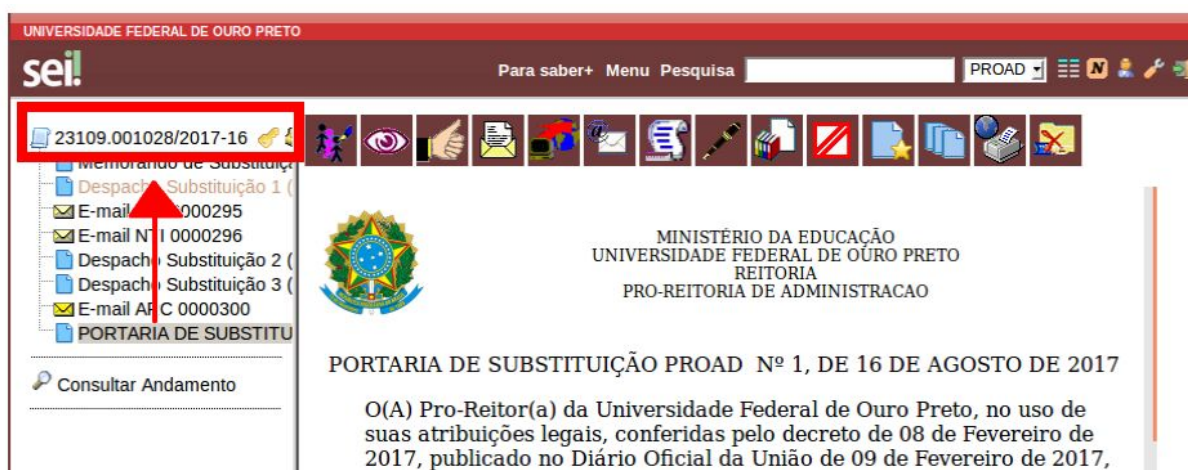 UNIVERSIDADE FEDERAL DE OURO PRETO
sei!
Para saber+ Menu Pesquisa
PROAD
23109.001028/2017-16
Memorando de Substituiçã
Despacho Substituição 1 (
E-mail 0000295
E-mail NTI 0000296
Despacho Substituição 2 (
Despacho Substituição 3 (
E-mail 0000300
PORTARIA DE SUBSTITU
Consultar Andamento
MINISTÉRIO DA EDUCAÇÃO
UNIVERSIDADE FEDERAL DE OURO PRETO
REITORIA
PRO-REITORIA DE ADMINISTRACAO
PORTARIA DE SUBSTITUIÇÃO PROAD Nº 1, DE 16 DE AGOSTO DE 2017
O(A) Pro-Reitor(a) da Universidade Federal de Ouro Preto, no uso de
suas atribuições legais, conferidas pelo decreto de 08 de Fevereiro de
2017, publicado no Diário Oficial da União de 09 de Fevereiro de 2017,